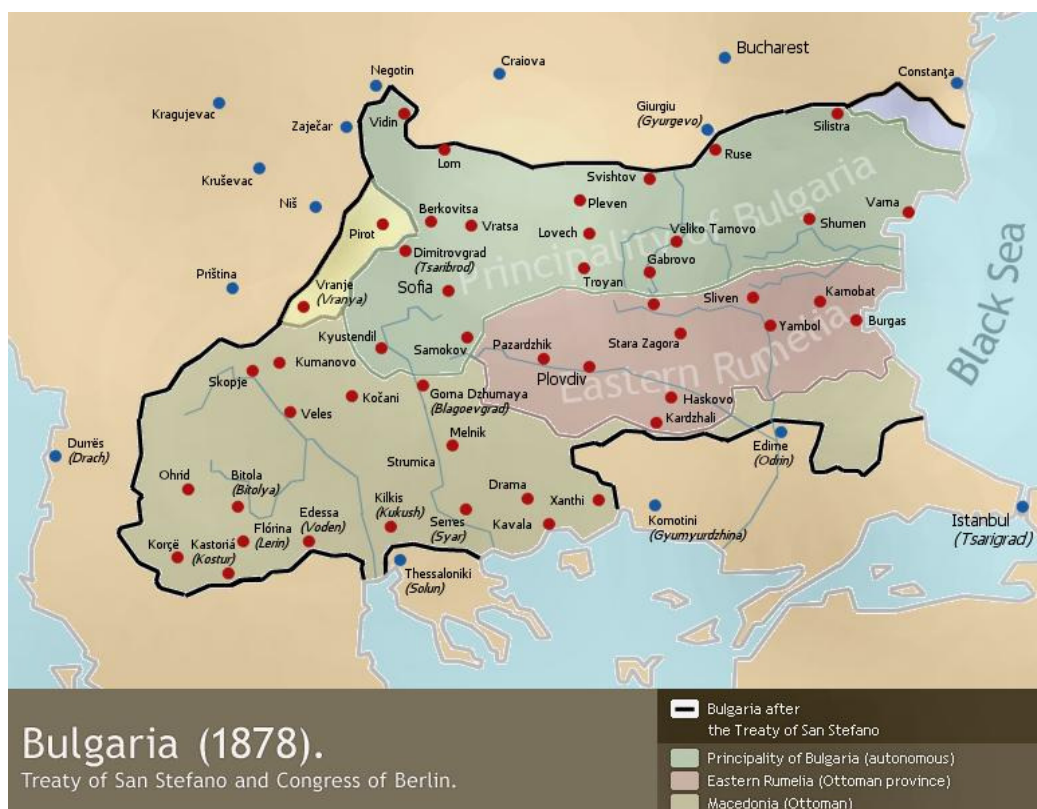 Bucharest
Craiova
Constanţa
Negotin
Kragujevac
Giurgiu
(Gyurgevo)
Silistra
Vidin
Zaječar
Ruse
Lom
Kruševac
Svishtov
Pleven
Varna
Niš
Berkovitsa
Vratsa
Lovech
Veliko Tarnovo
Shumen
Principality of Bulgaria
Pirot
Dimitrovgrad
(Tsaribrod)
Gabrovo
Troyan
Priština
Vranje
(Vranya)
Sofia
Sliven
Karnobat
Black Sea
Kyustendil
Samokov
Pazardzhik
Stara Zagora
Yambol
Burgas
Kumanovo
Skopje
Plovdiv
Eastern Rumelia
Kočani
Gorna Dzhumaya
(Blagoevgrad)
Haskovo
Veles
Kardzhali
Durrës
(Drach)
Melnik
Edirne
(Odrin)
Strumica
Ohrid
Bitola
(Bitolya)
Drama
Xanthi
Kilkis
(Kukush)
Edessa
(Voden)
Serres
(Syar)
Kavala
Komotini
(Gyumyurdzhina)
Istanbul
(Tsarigrad)
Flórina
(Lerin)
Korçë
Kastoriá
(Kostur)
Thessaloniki
(Solun)
Bulgaria (1878).
Treaty of San Stefano and Congress of Berlin.
Bulgaria after
the Treaty of San Stefano
Principality of Bulgaria (autonomous)
Eastern Rumelia (Ottoman province)
Macedonia (Ottoman)